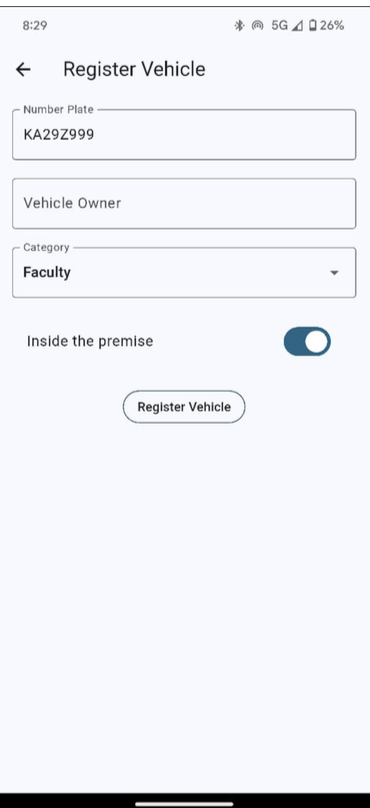 8:29 5G 26%
Register Vehicle
Number Plate
KA29Z999
Vehicle Owner
Category
Faculty
Inside the premise
Register Vehicle